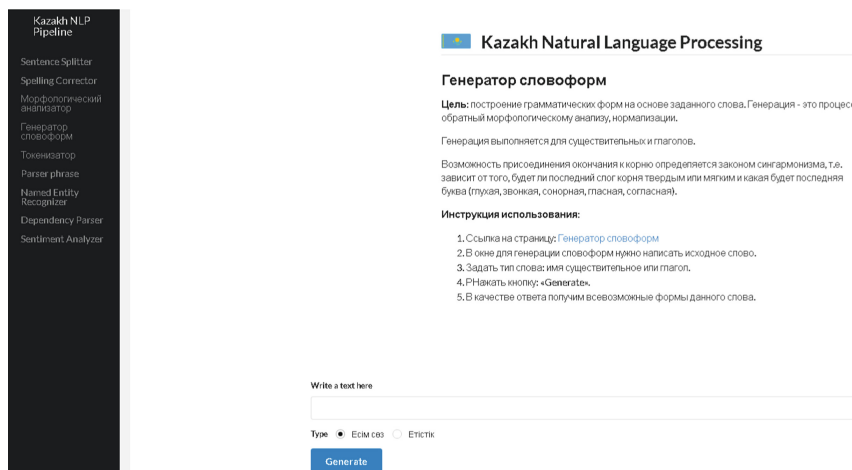 Kazakh NLP
Pipeline
Sentence Splitter
Spelling Corrector
Морфологический
анализатор
Генератор
словоформ
Токенизатор
Parser phrase
Named Entity
Recognizer
Dependency Parser
Sentiment Analyzer
Kazakh Natural Language Processing
Генератор словоформ
Цель: построение грамматических форм на основе заданного слова. Генерация - это процесс
обратный морфологическому анализу, нормализации.
Генерация выполняется для существительных и глаголов.
Возможность присоединения окончания к корню определяется законом сингармонизма, т.е.
зависит от того, будет ли последний слог корня твердым или мягким и какая будет последняя
буква (глухая, звонкая, сонорная, гласная, согласная).
Инструкция использования:
1. Ссылка на страницу: Генератор словоформ
2. В окне для генерации словоформ нужно написать исходное слово.
3. Задать тип слова: имя существительное или глагол.
4. РНажать кнопку: «Generate».
5. В качестве ответа получим всевозможные формы данного слова.
Write a text here
Type Есім сөз Етістік
Generate